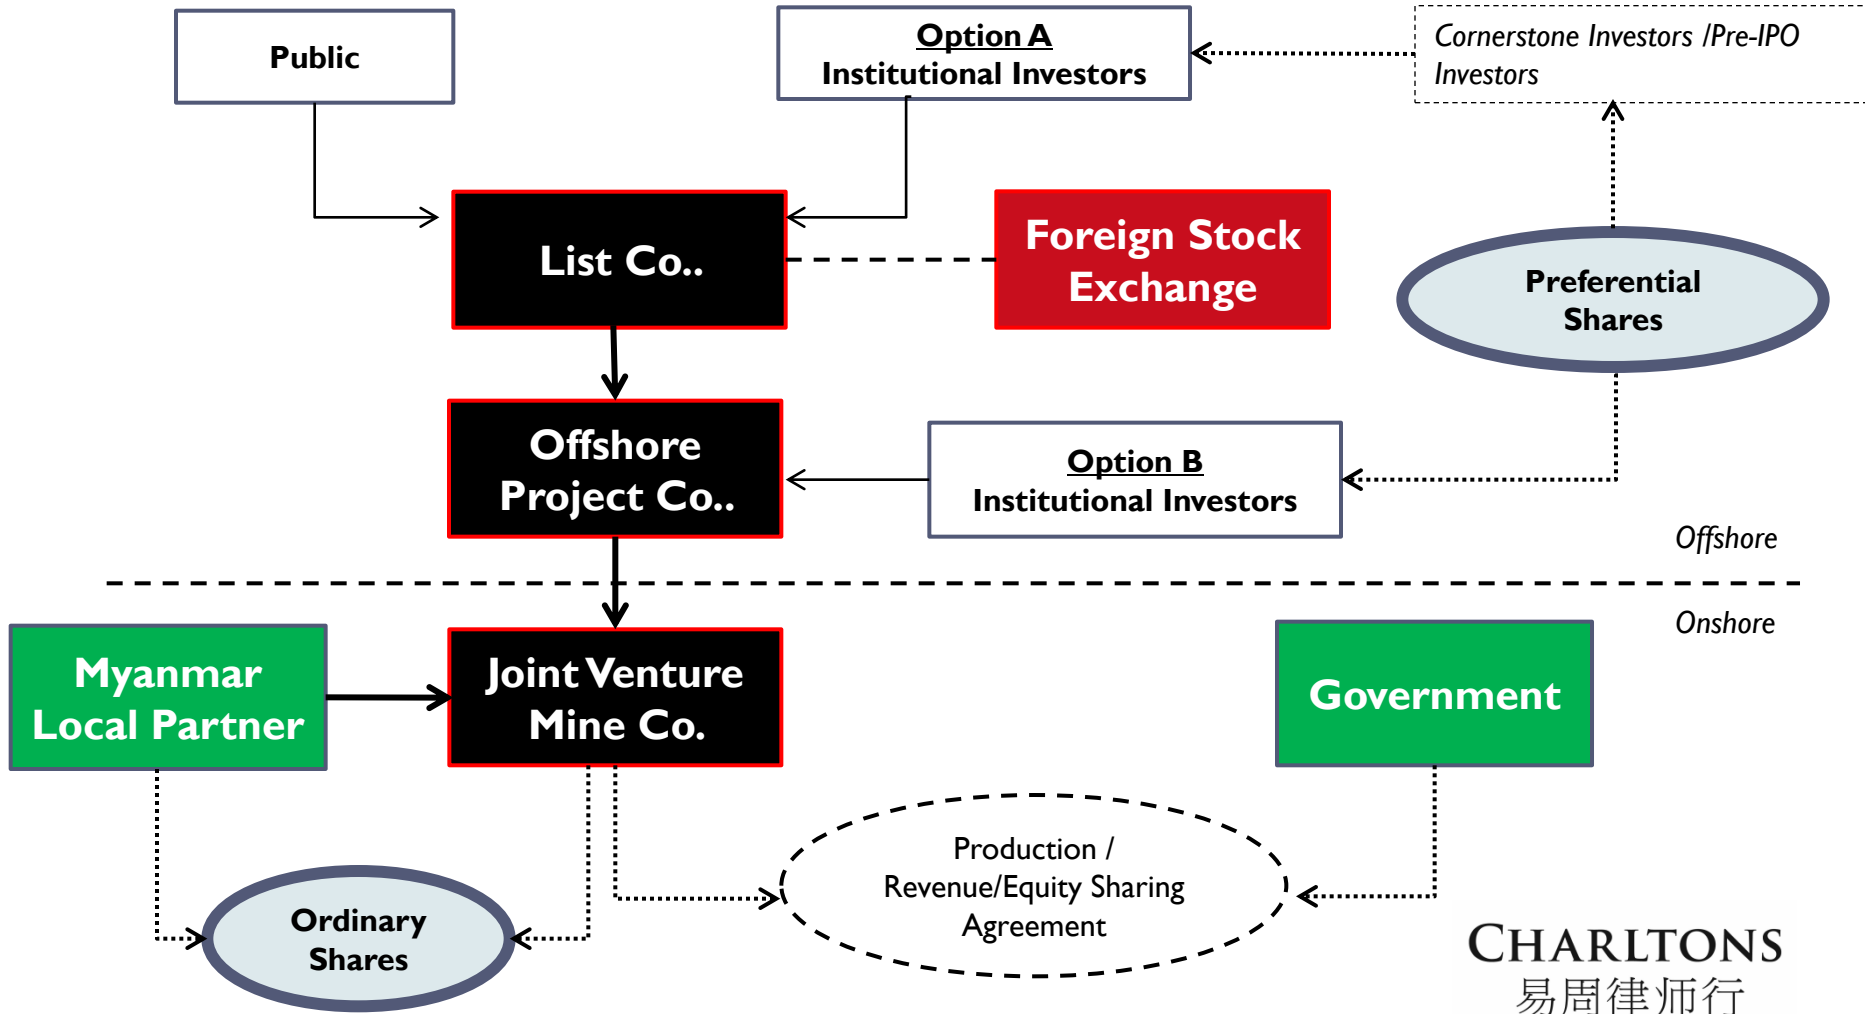 Public
Option A
Institutional Investors
Cornerstone Investors /Pre-IPO
Investors
List Co..
Foreign Stock
Exchange
Preferential
Shares
Offshore
Project Co..
Option B
Institutional Investors
Offshore
Onshore
Myanmar
Local Partner
Joint Venture
Mine Co.
Government
Production /
Revenue/Equity Sharing
Agreement
Ordinary
Shares
CHARLTONS
易周律师行